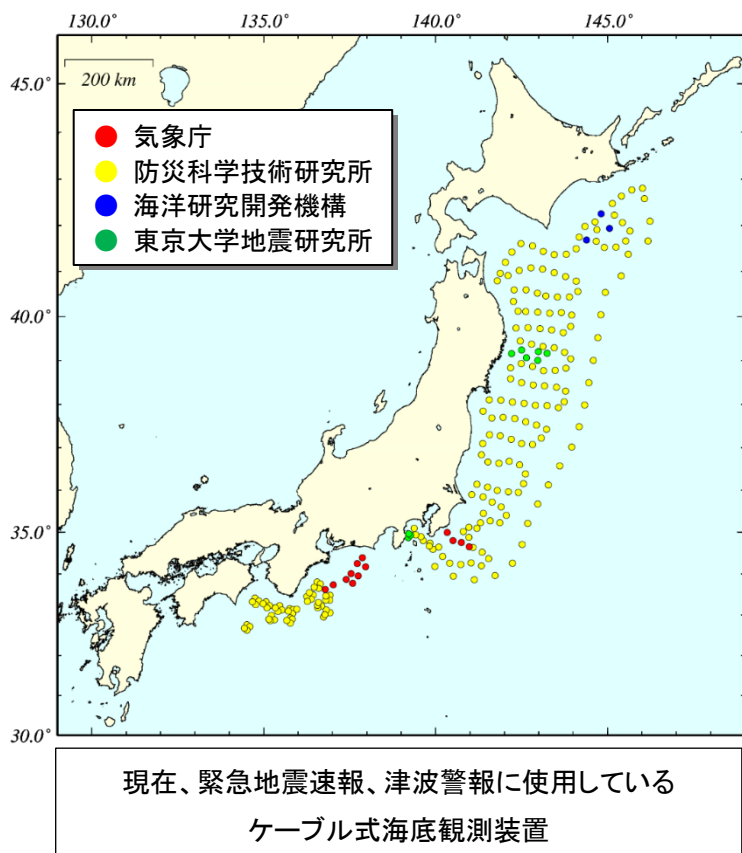 130.0˚ 135.0˚ 140.0˚ 145.0˚
45.0˚
200 km
気象庁
防災科学技術研究所
海洋研究開発機構
東京大学地震研究所
40.0˚
35.0˚
30.0˚
現在、緊急地震速報、津波警報に使用している
ケーブル式海底観測装置